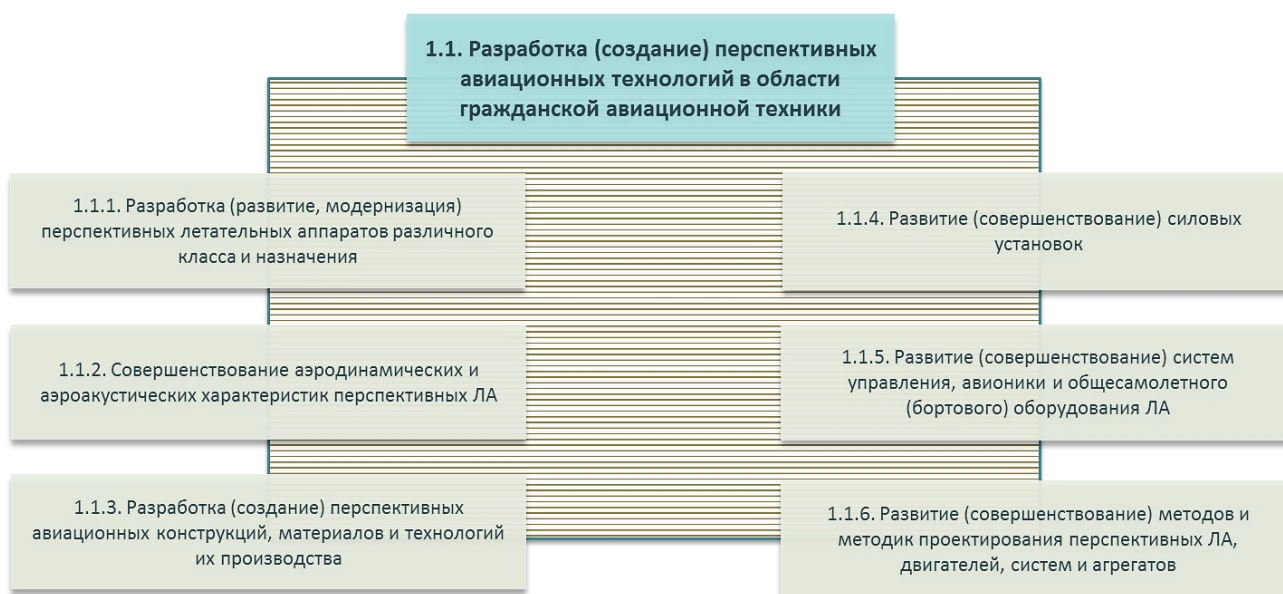 1.1. Разработка (создание) перспективных
авиационных технологий в области
гражданской авиационной техники
1.1.1. Разработка (развитие, модернизация)
перспективных летательных аппаратов различного
класса и назначения
1.1.2. Совершенствование аэродинамических и
аэроакустических характеристик перспективных ЛА
1.1.3. Разработка (создание) перспективных
авиационных конструкций, материалов и технологий
их производства
1.1.4. Развитие (совершенствование) силовых
установок
1.1.5. Развитие (совершенствование) систем
управления, авионики и общесамолетного
(бортового) оборудования ЛА
1.1.6. Развитие (совершенствование) методов и
методик проектирования перспективных ЛА,
двигателей, систем и агрегатов